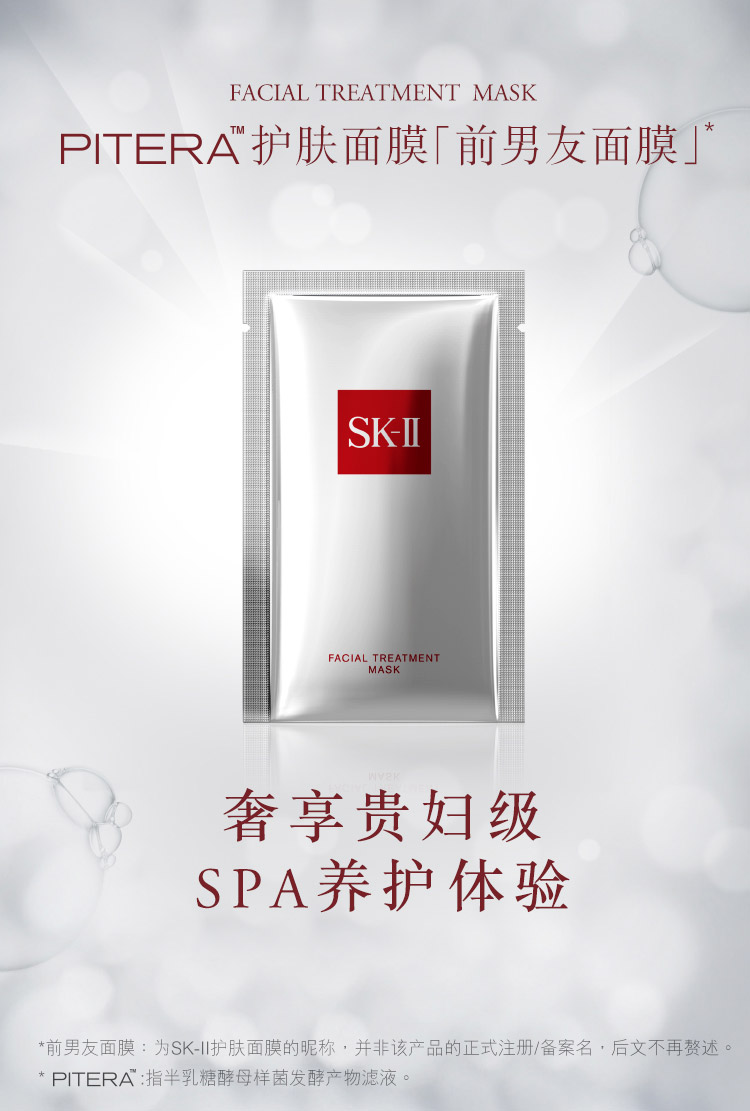 FACIAL TREATMENT MASK
PITERA™护肤面膜「前男友面膜」*
SK-II
FACIAL TREATMENT
MASK
奢享贵妇级
SPA养护体验
*前男友面膜：为SK-II护肤面膜的昵称，并非该产品的正式注册/备案名，后文不再赘述。
* PITERA™:指半乳糖酵母样菌发酵产物滤液。